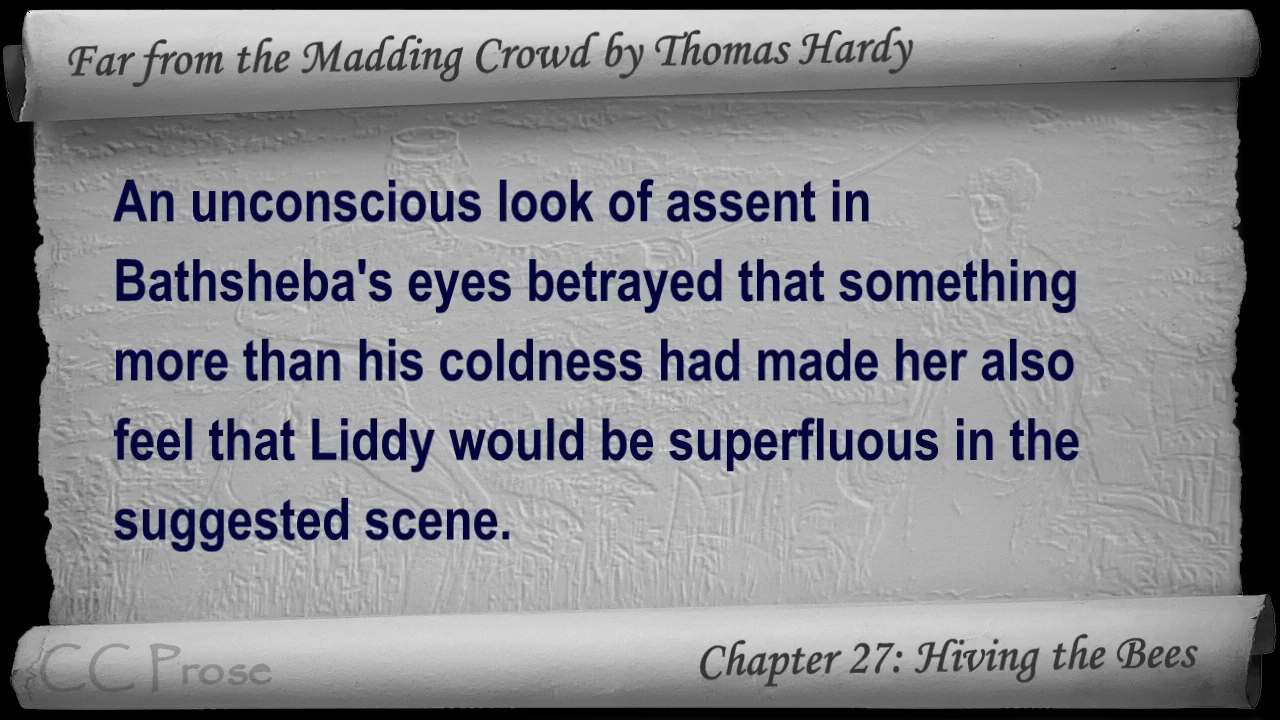 Far from the Madding Crowd by Thomas Hardy
An unconscious look of assent in
Bathsheba's eyes betrayed that something
more than his coldness had made her also
feel that Liddy would be superfluous in the
suggested scene.
CC Prose
Chapter 27: Hiving the Bees